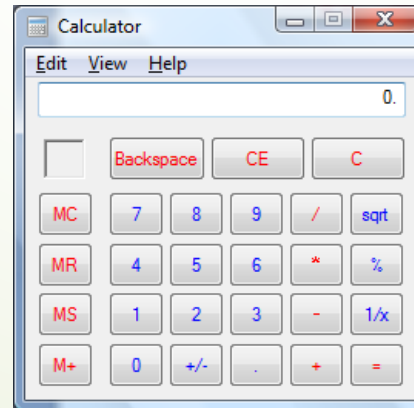 Calculator
Edit View Help
0.
Backspace CE C
MC 7 8 9 / sqrt
MR 4 5 6 * %
MS 1 2 3 - 1/x
M+ 0 +/- . + =